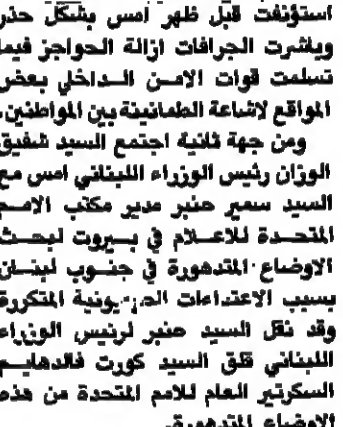 استؤنفت قبل ظهر امس بشكل حذر
وباشرت الجرافات ازالة الحواجز فيما
تسلمت قوات الامن الداخلي بعض
المواقع لاشاعة الطمانينة بين المواطنين.
ومن جهة ثانية اجتمع السيد شفيق
الوزان رئيس الوزراء اللبناني امس مع
السيد سمير صنبر مدير مكتب الامم
المتحدة للاعلام في بيروت لبحث
الاوضاع المتدهورة في جنوب لبنان
بسبب الاعتداءات الصهيونية المتكررة
وقد نقل السيد صنبر لرئيس الوزراء
اللبناني قلق السيد كورت فالدهايم
السكرتير العام للامم المتحدة من هذه
الاوضاع المتدهورة.